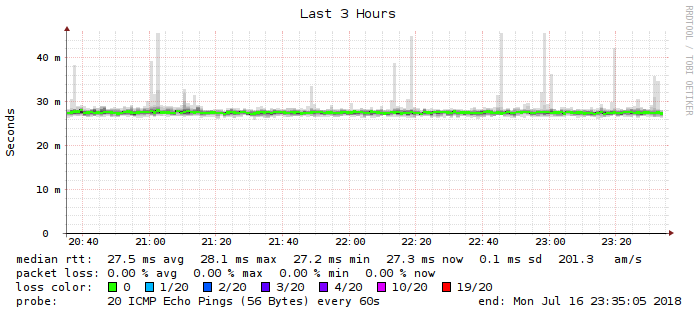 Last 3 Hours
RRDTOOL / TOBI OETIKER
Seconds
40 m
30 m
20 m
10 m
0
20:40 21:00 21:20 21:40 22:00 22:20 22:40 23:00 23:20
median rtt: 27.5 ms avg 28.1 ms max 27.2 ms min 27.3 ms now 0.1 ms sd 201.3 am/s
packet loss: 0.00 % avg 0.00 % max 0.00 % min 0.00 % now
loss color: 0 1/20 2/20 3/20 4/20 10/20 19/20
probe: 20 ICMP Echo Pings (56 Bytes) every 60s end: Mon Jul 16 23:35:05 2018